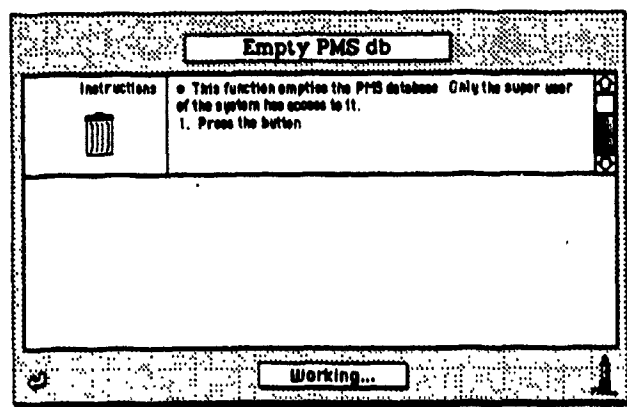 Empty PMS db
Instructions
• This function empties the PMS database Only the super user
of the system has access to it.
1. Press the button
Working...